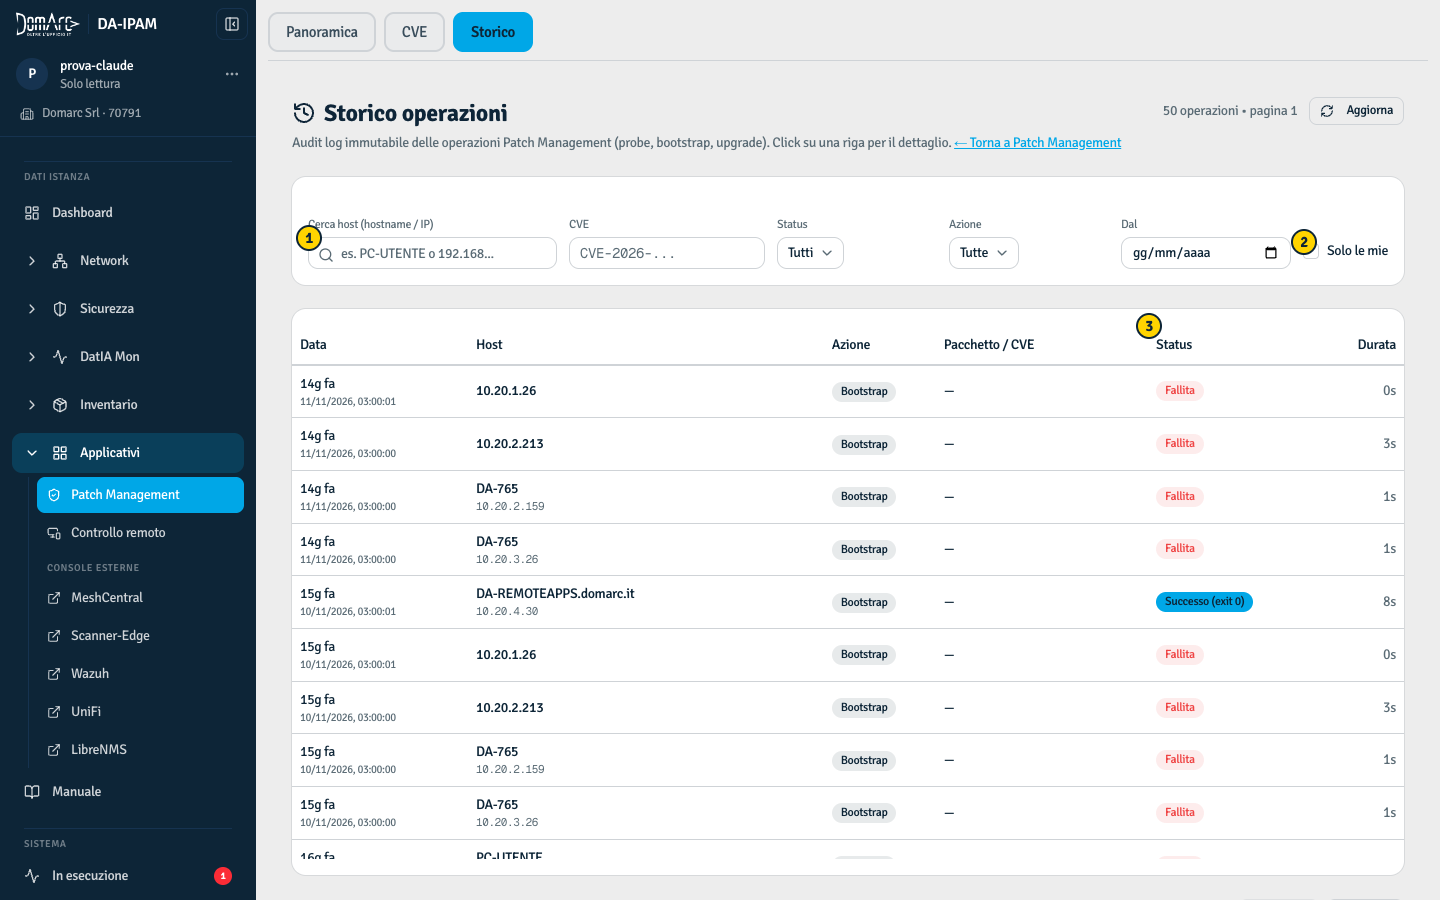 DomArc
OLTRE L'UFFICIO IT
DA-IPAM
P
prova-claude
Solo lettura
Domarc Srl · 70791
DATI ISTANZA
Dashboard
Network
Sicurezza
DatIA Mon
Inventario
Applicativi
Patch Management
Controllo remoto
CONSOLE ESTERNE
MeshCentral
Scanner-Edge
Wazuh
UniFi
LibreNMS
Manuale
SISTEMA
In esecuzione 1
Panoramica CVE Storico
Storico operazioni
50 operazioni • pagina 1 Aggiorna
Audit log immutabile delle operazioni Patch Management (probe, bootstrap, upgrade). Click su una riga per il dettaglio. ← Torna a Patch Management
Cerca host (hostname / IP) CVE Status Azione Dal
1 es. PC-UTENTE o 192.168... CVE-2026-... Tutti Tutte gg/mm/aaaa 2 Solo le mie
3
Data Host Azione Pacchetto / CVE Status Durata
14g fa
11/11/2026, 03:00:01 10.20.1.26 Bootstrap — Fallita 0s
14g fa
11/11/2026, 03:00:00 10.20.2.213 Bootstrap — Fallita 3s
14g fa DA-765
11/11/2026, 03:00:00 10.20.2.159 Bootstrap — Fallita 1s
14g fa DA-765
11/11/2026, 03:00:00 10.20.3.26 Bootstrap — Fallita 1s
15g fa DA-REMOTEAPPS.domarc.it
10/11/2026, 03:00:01 10.20.4.30 Bootstrap — Successo (exit 0) 8s
15g fa
10/11/2026, 03:00:01 10.20.1.26 Bootstrap — Fallita 0s
15g fa
10/11/2026, 03:00:00 10.20.2.213 Bootstrap — Fallita 3s
15g fa DA-765
10/11/2026, 03:00:00 10.20.2.159 Bootstrap — Fallita 1s
15g fa DA-765
10/11/2026, 03:00:00 10.20.3.26 Bootstrap — Fallita 1s
16g fa PC-UTENTE